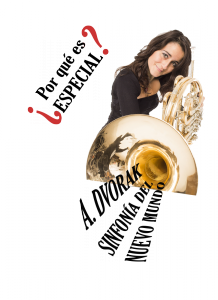 ¿Por qué es
ESPECIAL?
A. DVORAK
SINFONÍA DEL
NUEVO MUNDO